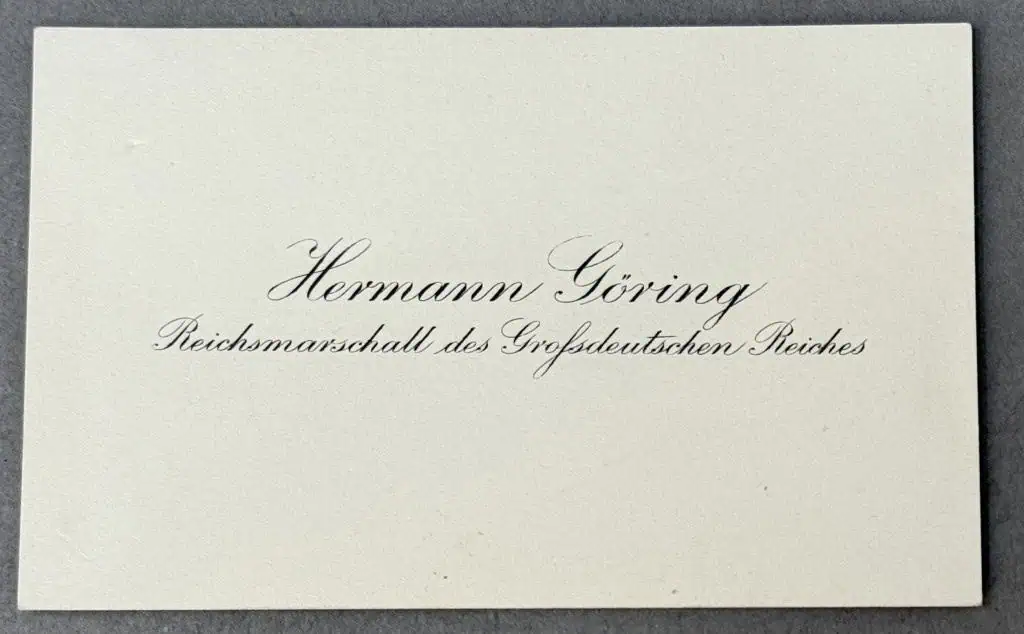 Hermann Göring
Reichsmarschall des Großdeutschen Reiches